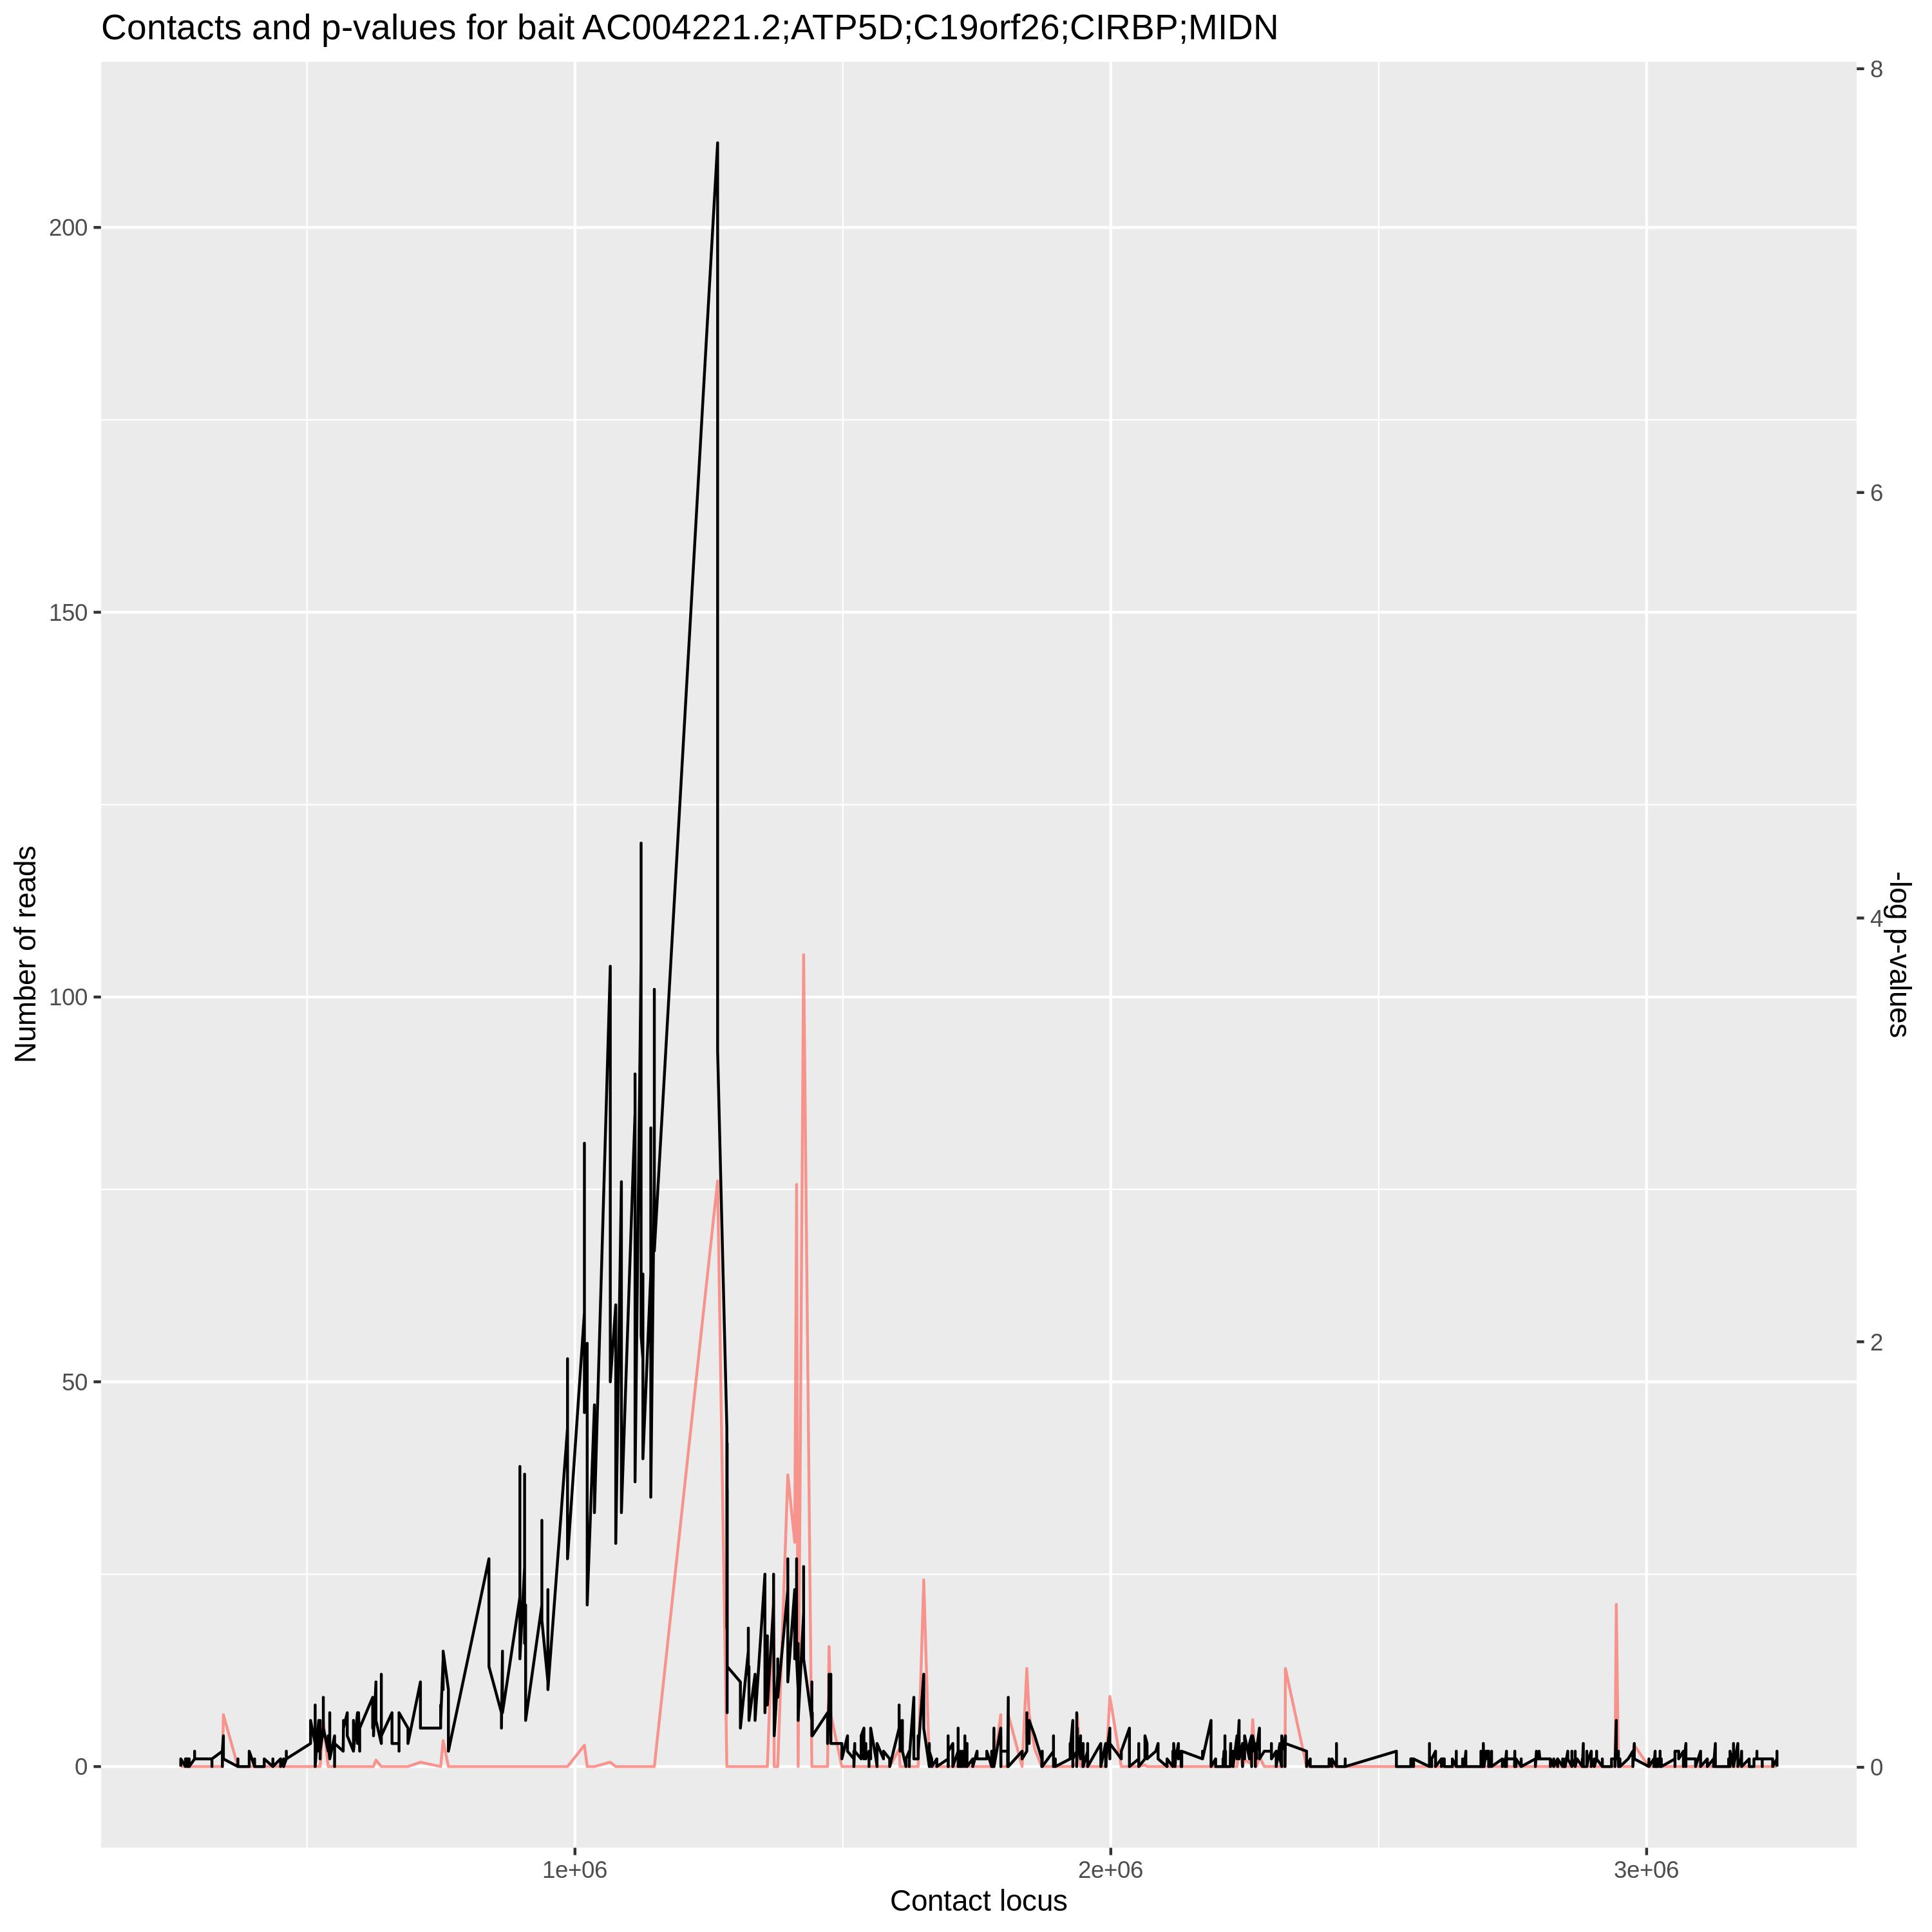 Contacts and p-values for bait AC004221.2;ATP5D;C19orf26;CIRBP;MIDN
Number of reads
200
150
100
50
0
8
6
4
2
0
-log p-values
1e+06
2e+06
3e+06
Contact locus